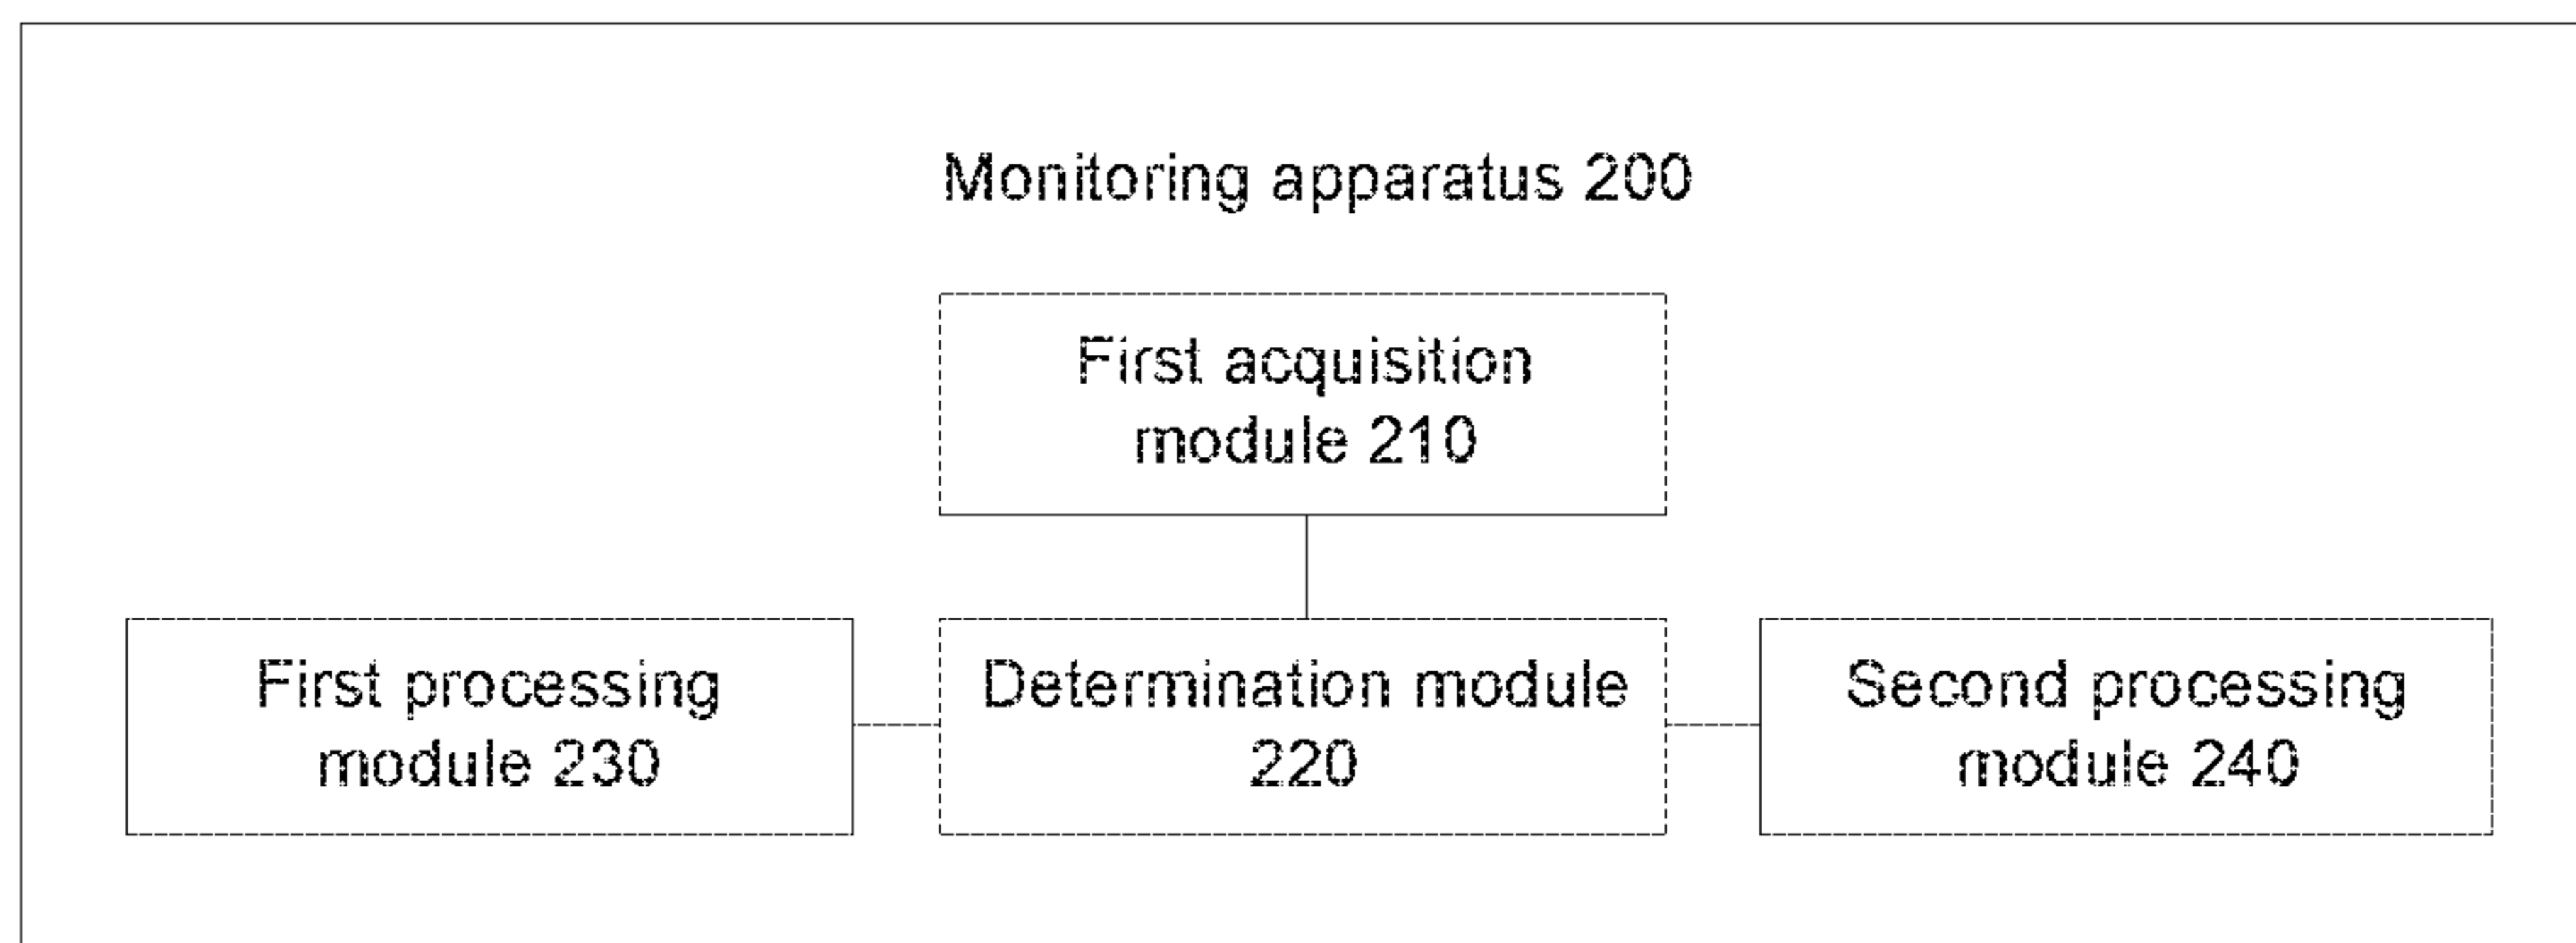 Monitoring apparatus 200
First acquisition
module 210
First processing
module 230
Determination module
220
Second processing
module 240